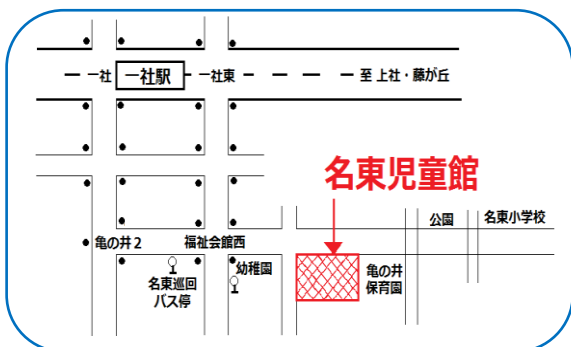 一社
一社駅
一社東
至 上社・藤が丘
名東児童館
公園
名東小学校
亀の井2
福祉会館西
名東巡回
バス停
幼稚園
亀の井
保育園